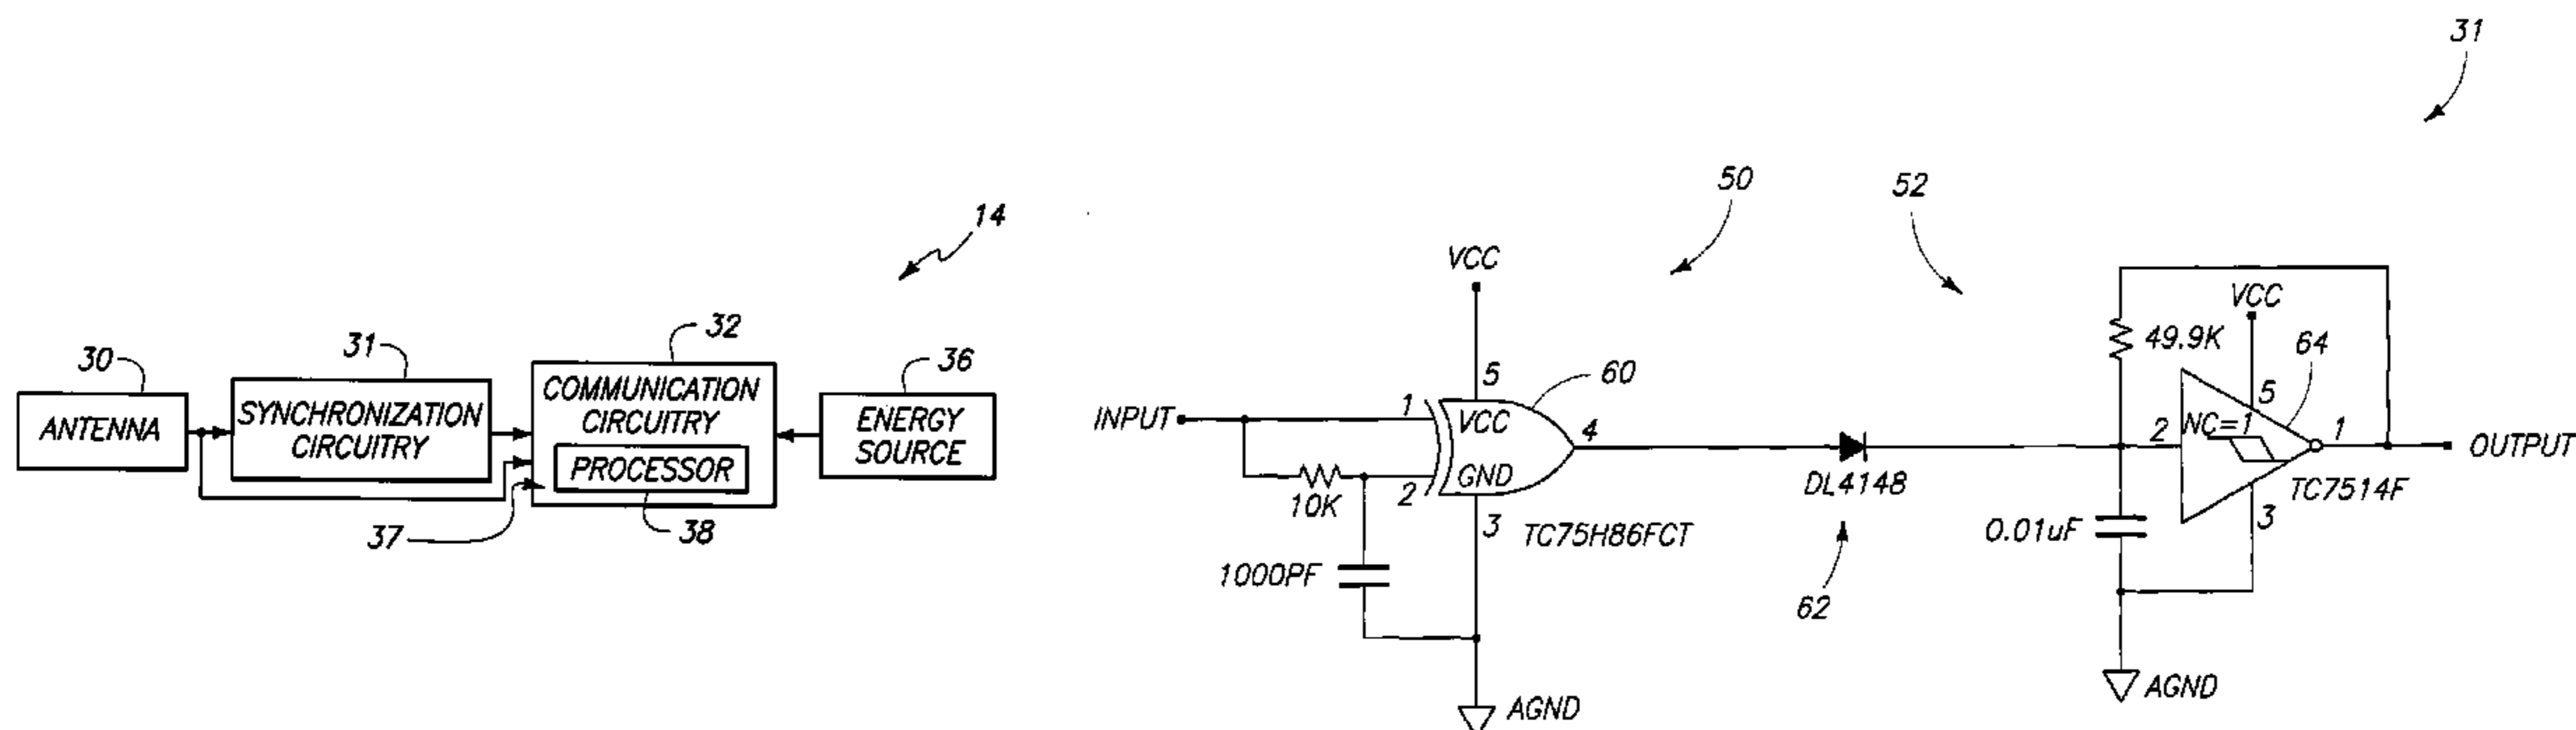 14
30
ANTENNA
31
SYNCHRONIZATION
CIRCUITRY
32
COMMUNICATION
CIRCUITRY
PROCESSOR
37
38
36
ENERGY
SOURCE
31
50
52
VCC
5
60
INPUT
1
VCC
4
GND
2
10K
3
TC75H86FCT
1000PF
AGND
DL4148
62
VCC
49.9K
64
5
2
NC=1
1
OUTPUT
TC7514F
3
0.01uF
AGND